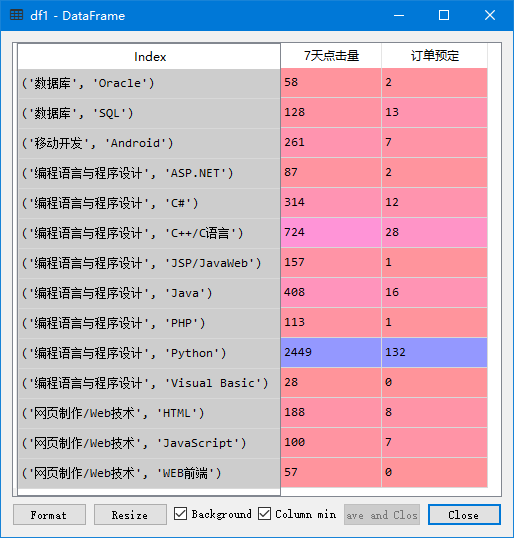 df1 - DataFrame
Index 7天点击量 订单预定
('数据库', 'Oracle') 58 2
('数据库', 'SQL') 128 13
('移动开发', 'Android') 261 7
('编程语言与程序设计', 'ASP.NET') 87 2
('编程语言与程序设计', 'C#') 314 12
('编程语言与程序设计', 'C++/C语言') 724 28
('编程语言与程序设计', 'JSP/JavaWeb') 157 1
('编程语言与程序设计', 'Java') 408 16
('编程语言与程序设计', 'PHP') 113 1
('编程语言与程序设计', 'Python') 2449 132
('编程语言与程序设计', 'Visual Basic') 28 0
('网页制作/Web技术', 'HTML') 188 8
('网页制作/Web技术', 'JavaScript') 100 7
('网页制作/Web技术', 'WEB前端') 57 0
Format Resize Background Column min ave and Clos Close